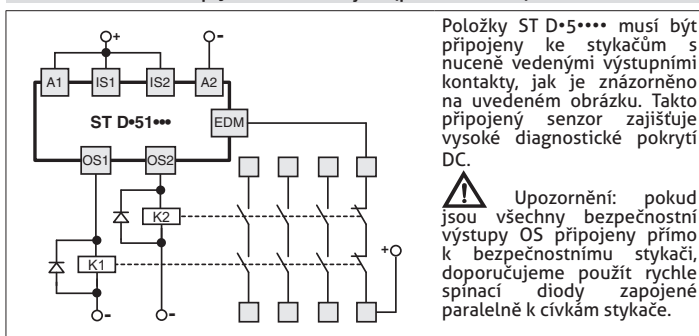 +
-
A1
IS1
IS2
A2
ST D•51•••
EDM
OS1
OS2
K2
K1
+
-
-
Položky ST D•5•••• musí být
připojeny ke stykačům s
nuceně vedenými výstupními
kontakty, jak je znázorněno
na uvedeném obrázku. Takto
připojený senzor zajišťuje
vysoké diagnostické pokrytí
DC.
Upozornění: pokud
jsou všechny bezpečnostní
výstupy OS připojeny přímo
k bezpečnostnímu stykači,
doporučujeme použít rychle
spínací diody zapojené
paralelně k cívkám stykače.